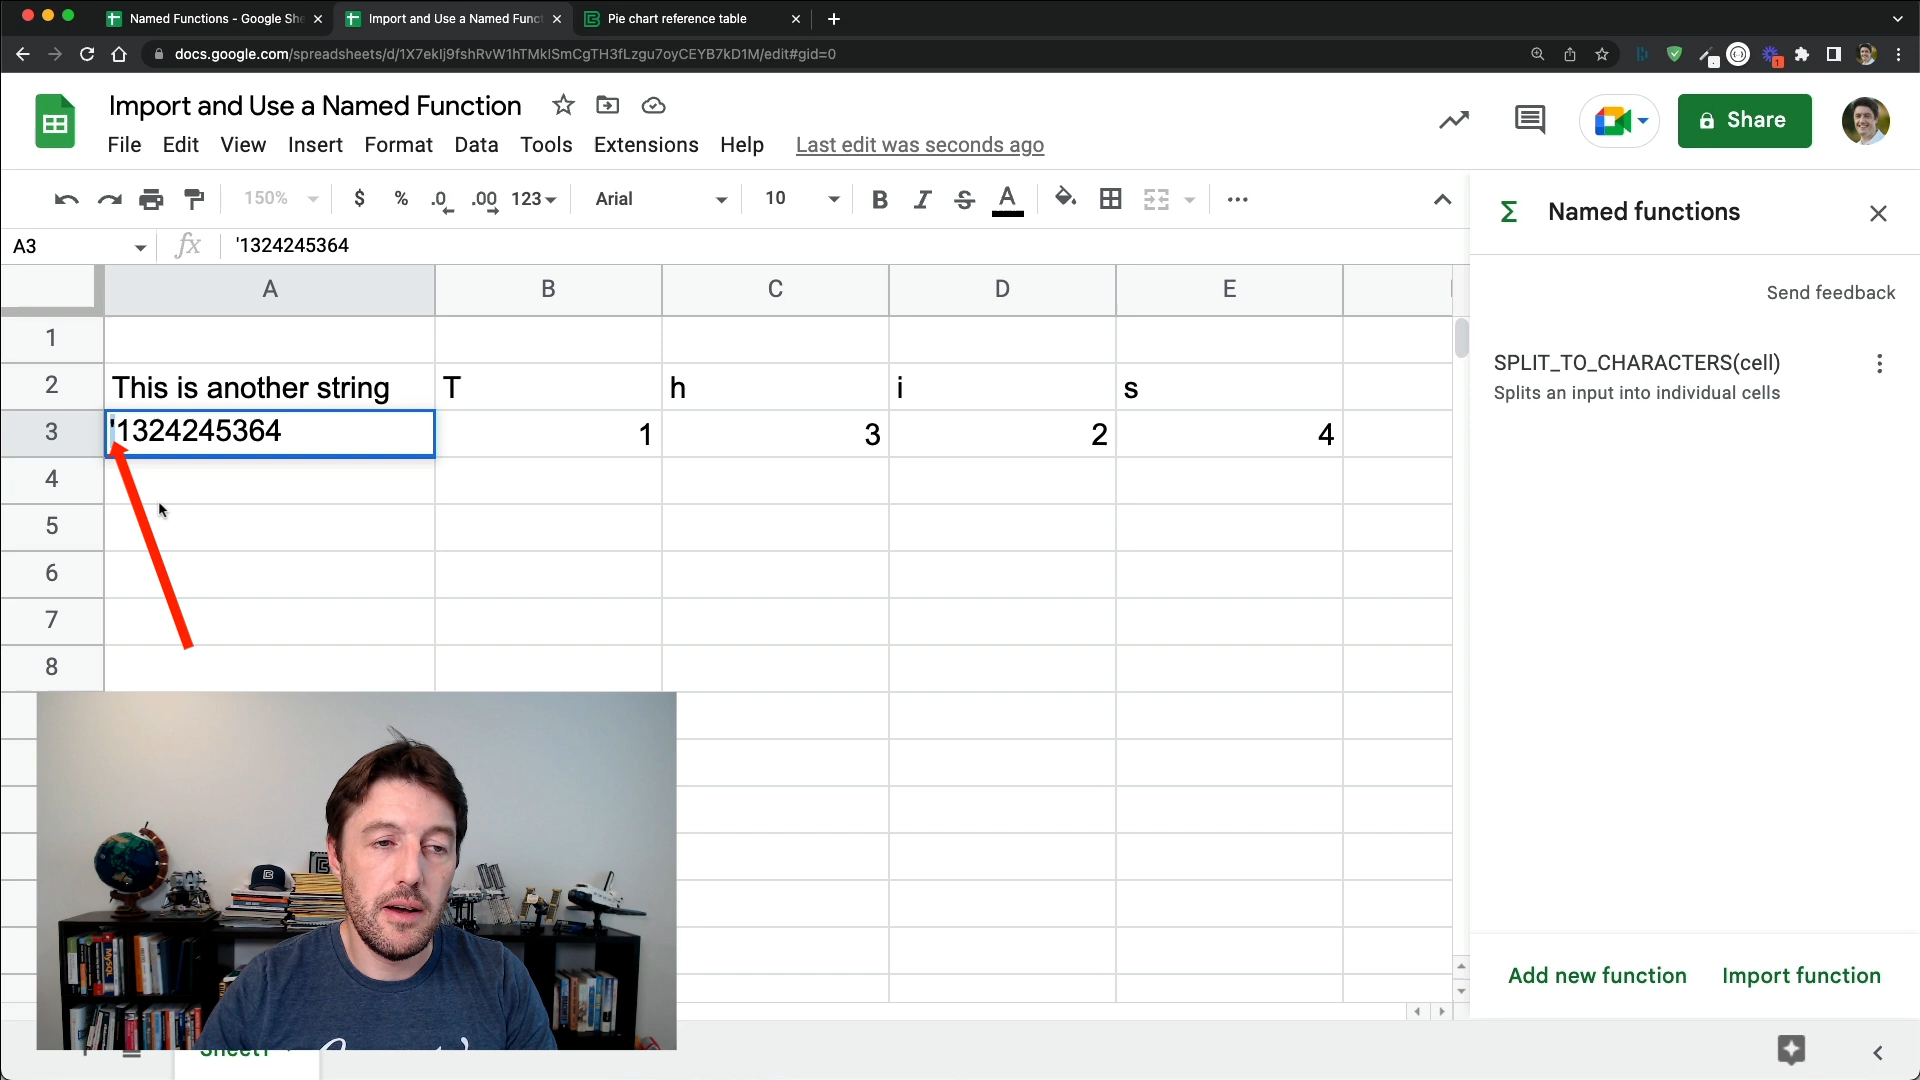 Named Functions - Google She
Import and Use a Named Func
Pie chart reference table
docs.google.com/spreadsheets/d/1X7eklj9fshRvW1hTMklSmCgTH3fLzgu7oyCEYB7kD1M/edit#gid=0
Import and Use a Named Function
File Edit View Insert Format Data Tools Extensions Help Last edit was seconds ago
Share
150% $ % .0 .00 123 Arial 10 B I S A
Named functions
A3 fx '1324245364
Send feedback
A B C D E
1
2 This is another string T h i s
3 '1324245364 1 3 2 4
4
5
6
7
8
SPLIT_TO_CHARACTERS(cell)
Splits an input into individual cells
MySQL
Add new function Import function
Sheet1